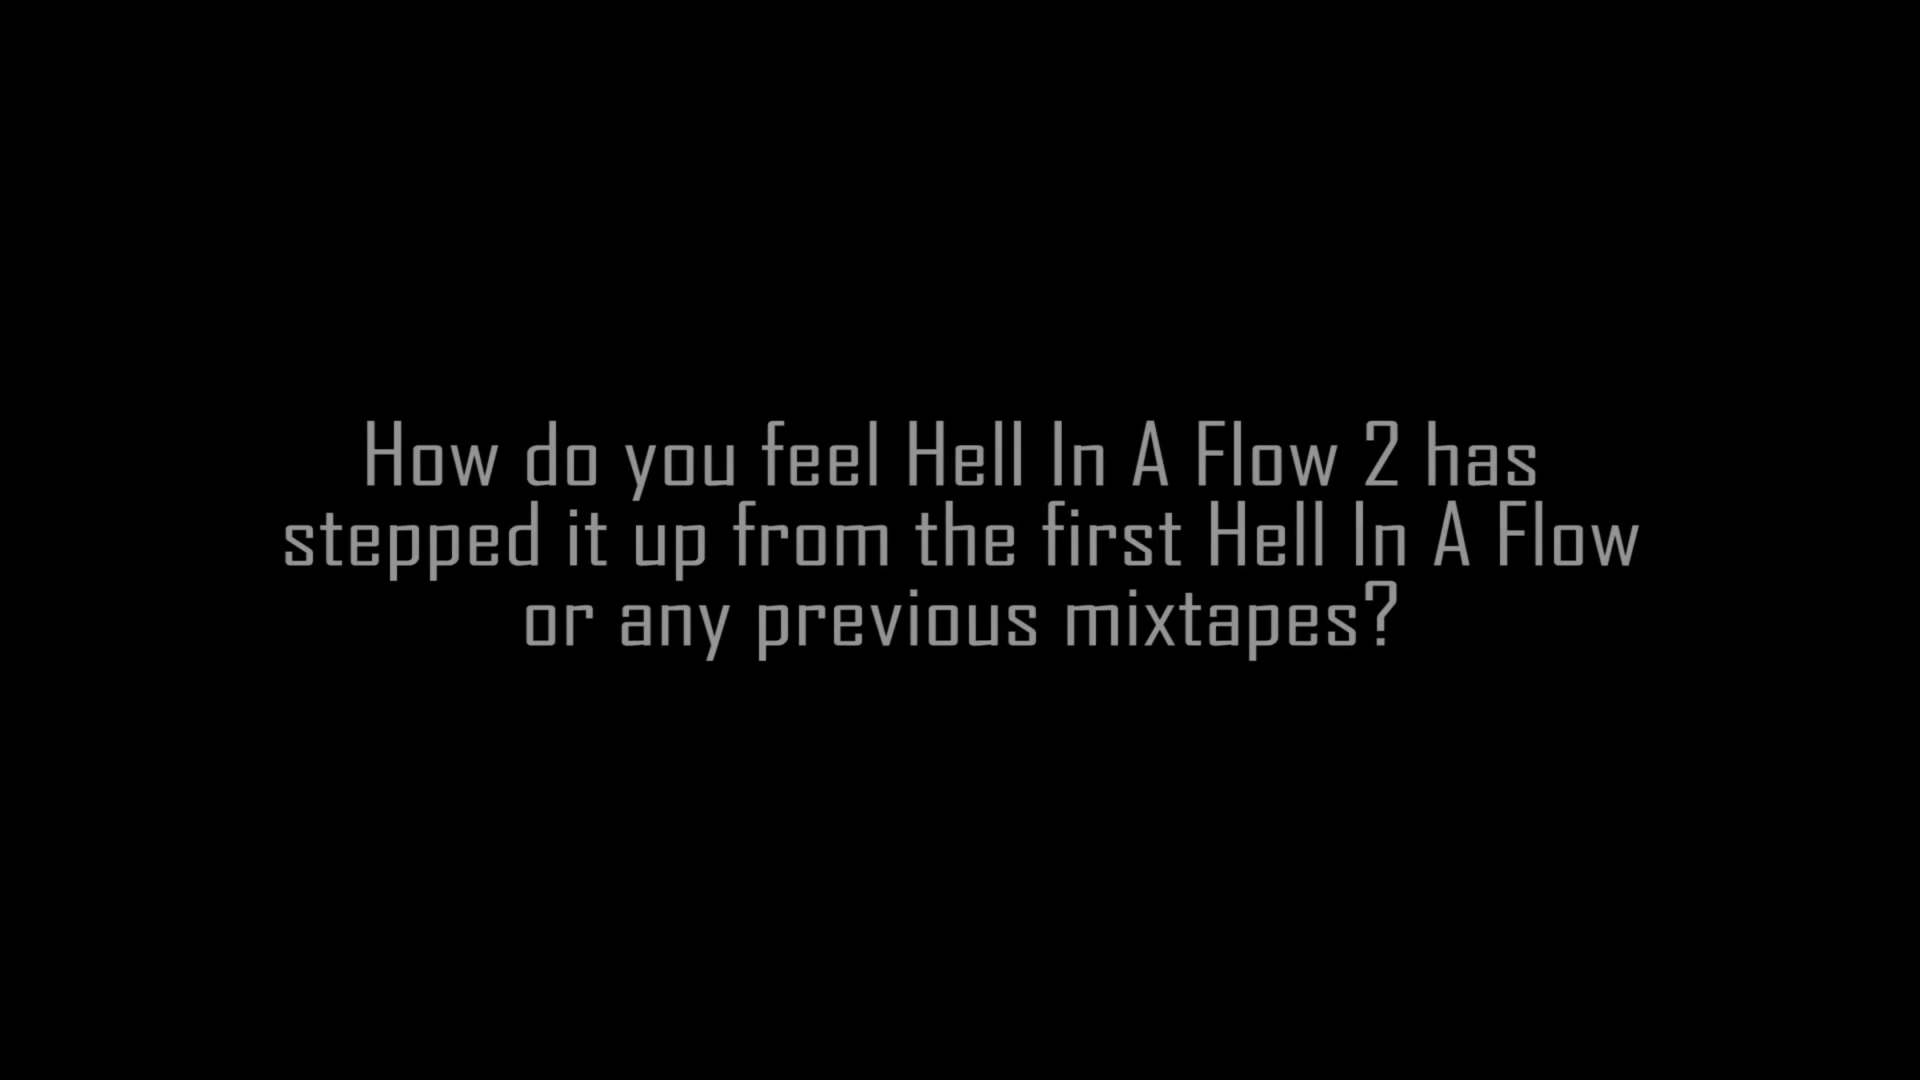 How do you feel Hell In A Flow 2 has
stepped it up from the first Hell In A Flow
or any previous mixtapes?